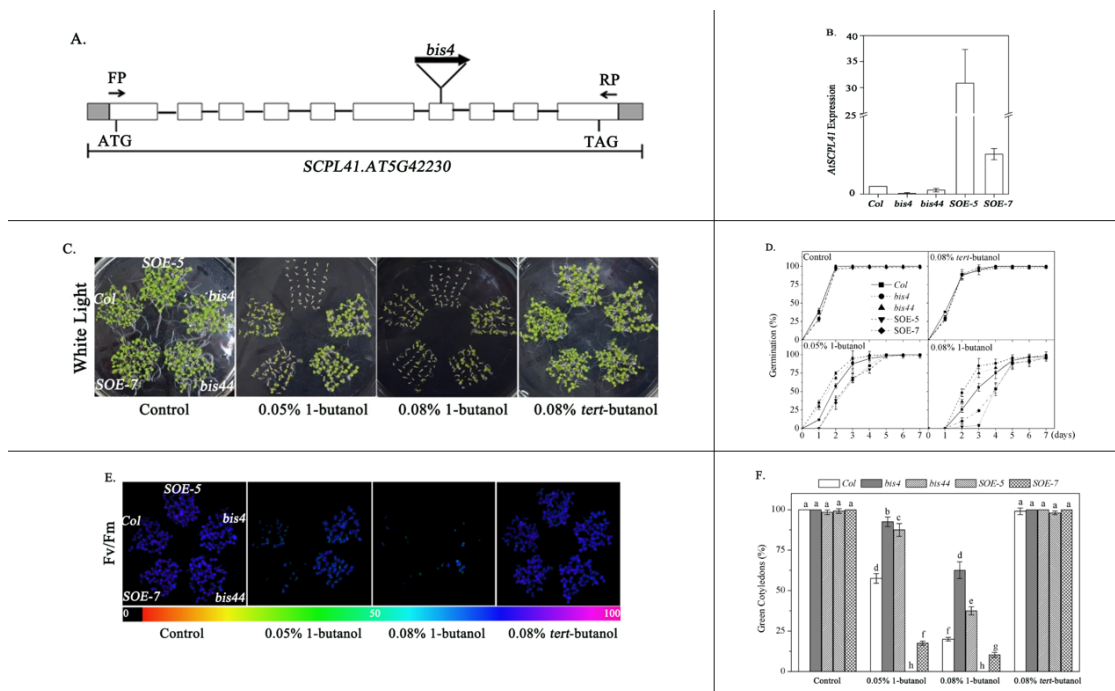 A.
bis4
FP
RP
ATG
TAG
SCPL41.AT5G42230
B.
AtSCPL41 Expression
40
35
30
25
0
Col bis4 bis44 SOE-5 SOE-7
C.
White Light
SOE-5
Col
bis4
SOE-7
bis44
Control 0.05% 1-butanol 0.08% 1-butanol 0.08% tert-butanol
D.
Germination (%)
Control
0.08% tert-butanol
100
75
50
25
0
Col
bis4
bis44
SOE-5
SOE-7
0.05% 1-butanol
0.08% 1-butanol
100
75
50
25
0
0 1 2 3 4 5 6 7 0 1 2 3 4 5 6 7 (days)
E.
Fv/Fm
SOE-5
Col
bis4
SOE-7
bis44
0 50 100
Control 0.05% 1-butanol 0.08% 1-butanol 0.08% tert-butanol
F.
Col bis4 bis44 SOE-5 SOE-7
Green Cotyledons (%)
100
75
50
25
0
a a a a a
d b c h f
f d e h g
a a a a a
Control 0.05% 1-butanol 0.08% 1-butanol 0.08% tert-butanol